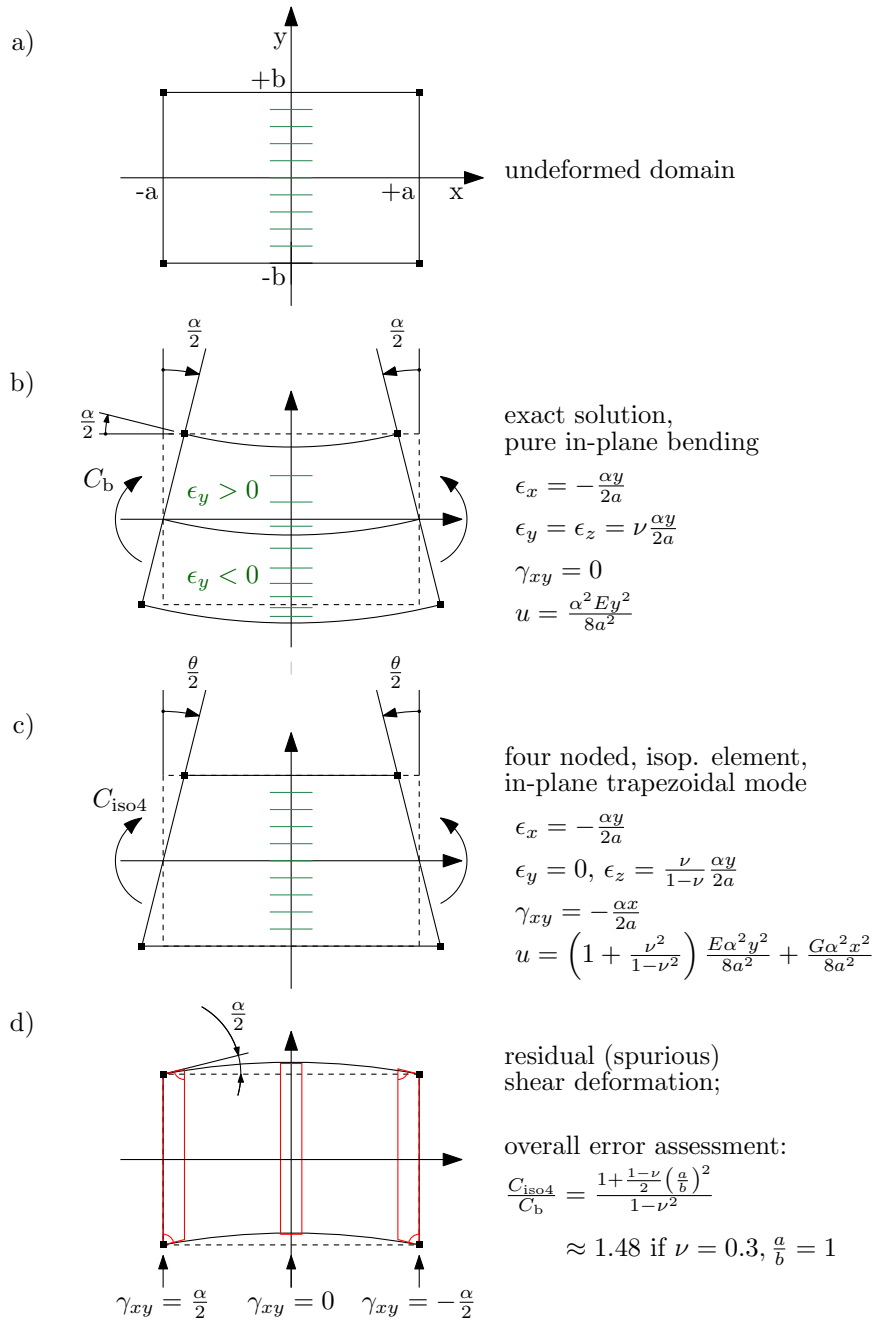 a)
y
+b
-a
+a
x
-b
undeformed domain
α/2
α/2
b)
α/2
C_b
ϵ_y > 0
ϵ_y < 0
exact solution,
pure in-plane bending
ϵ_x = −αy/2a
ϵ_y = ϵ_z = ν αy/2a
γ_xy = 0
u = α²Ey²/8a²
θ/2
θ/2
c)
C_iso4
four noded, isop. element,
in-plane trapezoidal mode
ϵ_x = −αy/2a
ϵ_y = 0, ϵ_z = ν/(1−ν) αy/2a
γ_xy = −αx/2a
u = (1 + ν²/(1−ν²)) Eα²y²/8a² + Gα²x²/8a²
d)
α/2
residual (spurious)
shear deformation;
overall error assessment:
C_iso4/C_b = (1+ (1−ν)/2 (a/b)²)/(1−ν²)
≈ 1.48 if ν = 0.3, a/b = 1
γ_xy = α/2
γ_xy = 0
γ_xy = −α/2